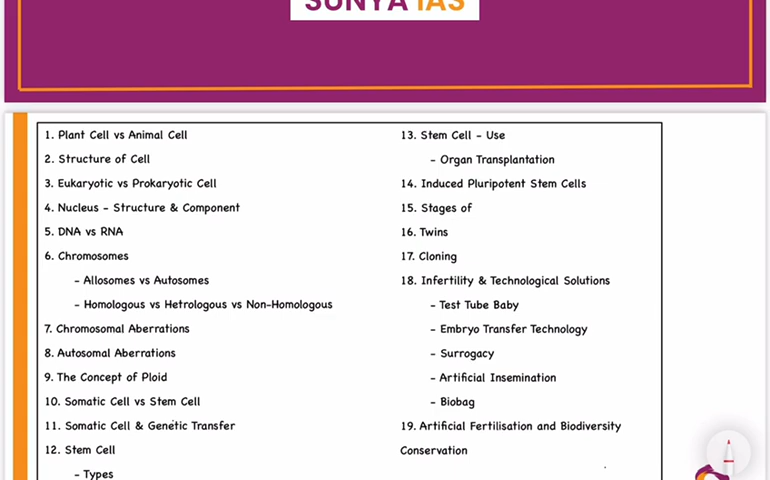 SUNYA IAS
1. Plant Cell vs Animal Cell
2. Structure of Cell
3. Eukaryotic vs Prokaryotic Cell
4. Nucleus - Structure & Component
5. DNA vs RNA
6. Chromosomes
- Allosomes vs Autosomes
- Homologous vs Hetrologous vs Non-Homologous
7. Chromosomal Aberrations
8. Autosomal Aberrations
9. The Concept of Ploid
10. Somatic Cell vs Stem Cell
11. Somatic Cell & Genetic Transfer
12. Stem Cell
- Types
13. Stem Cell - Use
- Organ Transplantation
14. Induced Pluripotent Stem Cells
15. Stages of
16. Twins
17. Cloning
18. Infertility & Technological Solutions
- Test Tube Baby
- Embryo Transfer Technology
- Surrogacy
- Artificial Insemination
- Biobag
19. Artificial Fertilisation and Biodiversity
Conservation